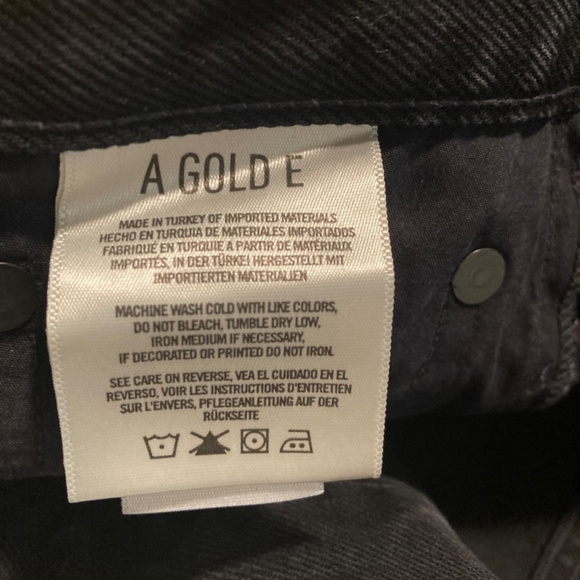 A GOLD E
MADE IN TURKEY OF IMPORTED MATERIALS
HECHO EN TURQUIA DE MATERIALES IMPORTADOS
FABRIQUÉ EN TURQUIE A PARTIR DE MATÉRIAUX
IMPORTÉS, IN DER TÜRKEI HERGESTELLT MIT
IMPORTIERTEN MATERIALIEN
MACHINE WASH COLD WITH LIKE COLORS,
DO NOT BLEACH, TUMBLE DRY LOW,
IRON MEDIUM IF NECESSARY,
IF DECORATED OR PRINTED DO NOT IRON.
SEE CARE ON REVERSE, VEA EL CUIDADO EN EL
REVERSO, VOIR LES INSTRUCTIONS D'ENTRETIEN
SUR L'ENVERS, PFLEGEANLEITUNG AUF DER
RÜCKSEITE